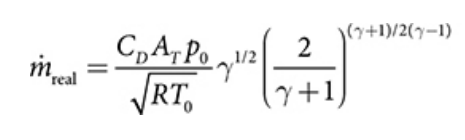 ṁ_real = (C_D A_T p_0 / √(RT_0)) γ^{1/2} (2 / (γ+1))^{(γ+1)/2(γ−1)}